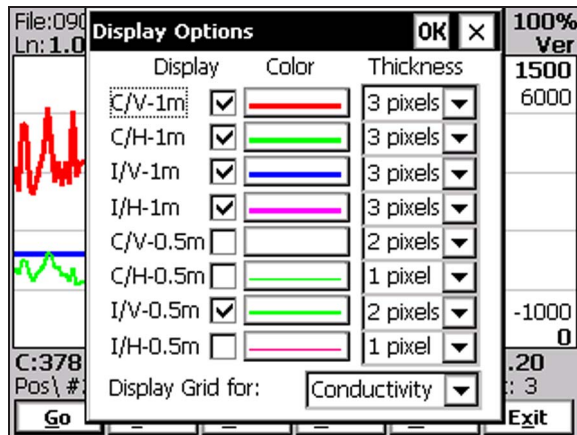 File:090
100%
Ln:1.0
Ver
Display Options
OK
Display Color Thickness
1500
6000
C/V-1m 3 pixels
C/H-1m 3 pixels
I/V-1m 3 pixels
I/H-1m 3 pixels
C/V-0.5m 2 pixels
C/H-0.5m 1 pixel
I/V-0.5m 2 pixels
-1000
I/H-0.5m 1 pixel
0
C:378
.20
Pos\ #:
: 3
Display Grid for: Conductivity
Go
Exit